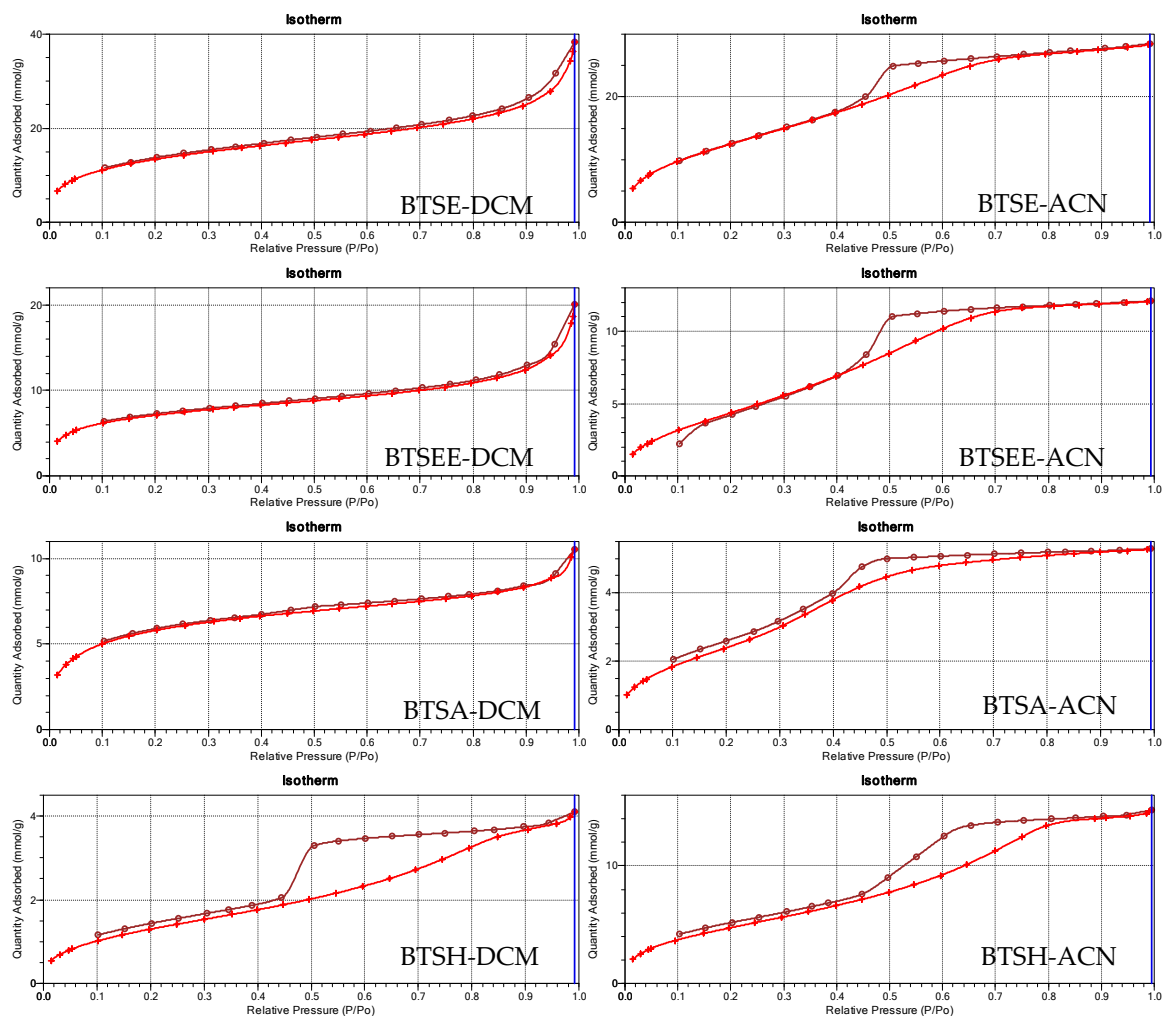 Isotherm
Quantity Adsorbed (mmol/g)
40
20
0
BTSE-DCM
0.0 0.1 0.2 0.3 0.4 0.5 0.6 0.7 0.8 0.9 1.0
Relative Pressure (P/Po)
Isotherm
Quantity Adsorbed (mmol/g)
20
0
BTSE-ACN
0.0 0.1 0.2 0.3 0.4 0.5 0.6 0.7 0.8 0.9 1.0
Relative Pressure (P/Po)
Isotherm
Quantity Adsorbed (mmol/g)
20
10
0
BTSEE-DCM
0.0 0.1 0.2 0.3 0.4 0.5 0.6 0.7 0.8 0.9 1.0
Relative Pressure (P/Po)
Isotherm
Quantity Adsorbed (mmol/g)
10
5
0
BTSEE-ACN
0.0 0.1 0.2 0.3 0.4 0.5 0.6 0.7 0.8 0.9 1.0
Relative Pressure (P/Po)
Isotherm
Quantity Adsorbed (mmol/g)
10
5
0
BTSA-DCM
0.0 0.1 0.2 0.3 0.4 0.5 0.6 0.7 0.8 0.9 1.0
Relative Pressure (P/Po)
Isotherm
Quantity Adsorbed (mmol/g)
4
2
0
BTSA-ACN
0.0 0.1 0.2 0.3 0.4 0.5 0.6 0.7 0.8 0.9 1.0
Relative Pressure (P/Po)
Isotherm
Quantity Adsorbed (mmol/g)
4
2
0
BTSH-DCM
0.0 0.1 0.2 0.3 0.4 0.5 0.6 0.7 0.8 0.9 1.0
Relative Pressure (P/Po)
Isotherm
Quantity Adsorbed (mmol/g)
10
0
BTSH-ACN
0.0 0.1 0.2 0.3 0.4 0.5 0.6 0.7 0.8 0.9 1.0
Relative Pressure (P/Po)